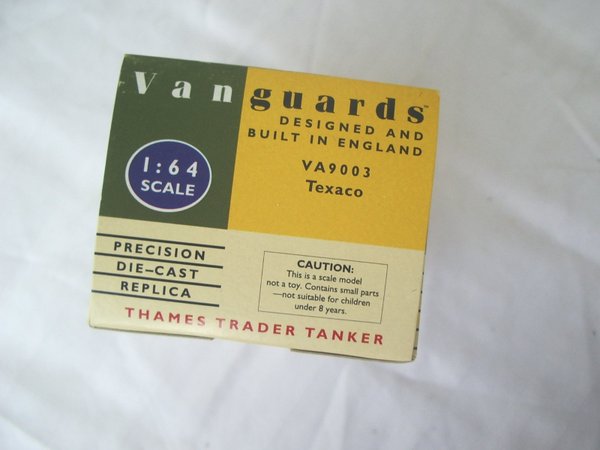 Vanguards™
DESIGNED AND
BUILT IN ENGLAND
1:64
SCALE
VA9003
Texaco
PRECISION
DIE–CAST
REPLICA
CAUTION:
This is a scale model
not a toy. Contains small parts
—not suitable for children
under 8 years.
THAMES TRADER TANKER